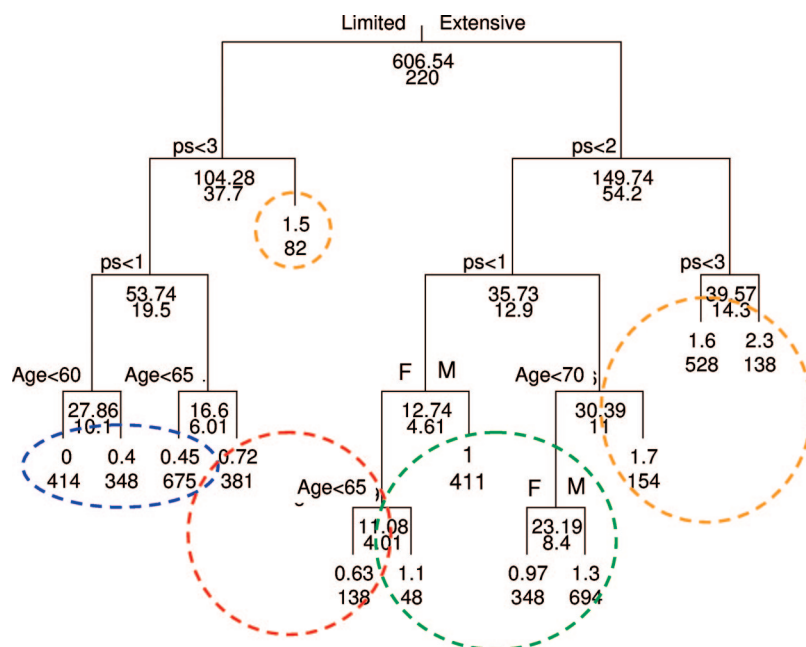 Limited Extensive
606.54
220
ps<3 ps<2
104.28 149.74
37.7 54.2
1.5
82
ps<1 ps<1 ps<3
53.74 35.73 39.57
19.5 12.9 14.3
1.6 2.3
528 138
Age<60 Age<65 F M Age<70
27.86 16.6 12.74 30.39
10.1 6.01 4.61 11
0 0.4 0.45 0.72 1 1.7
414 348 675 381 411 154
Age<65 F M
11.08 23.19
4.01 8.4
0.63 1.1 0.97 1.3
138 48 348 694